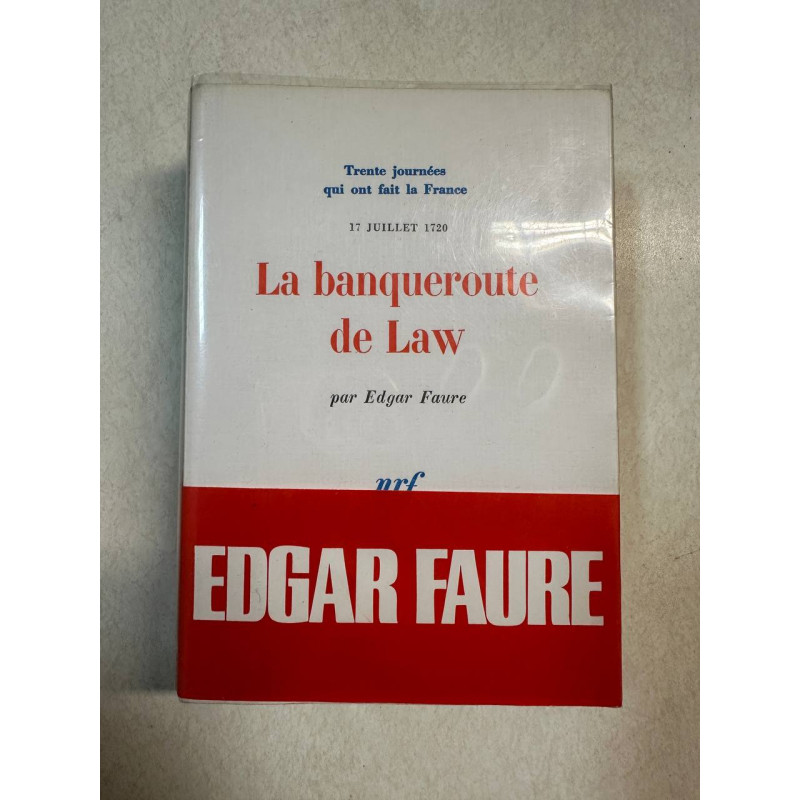 Trente journées
qui ont fait la France
17 JUILLET 1720
La banqueroute
de Law
par Edgar Faure
nrf
EDGAR FAURE